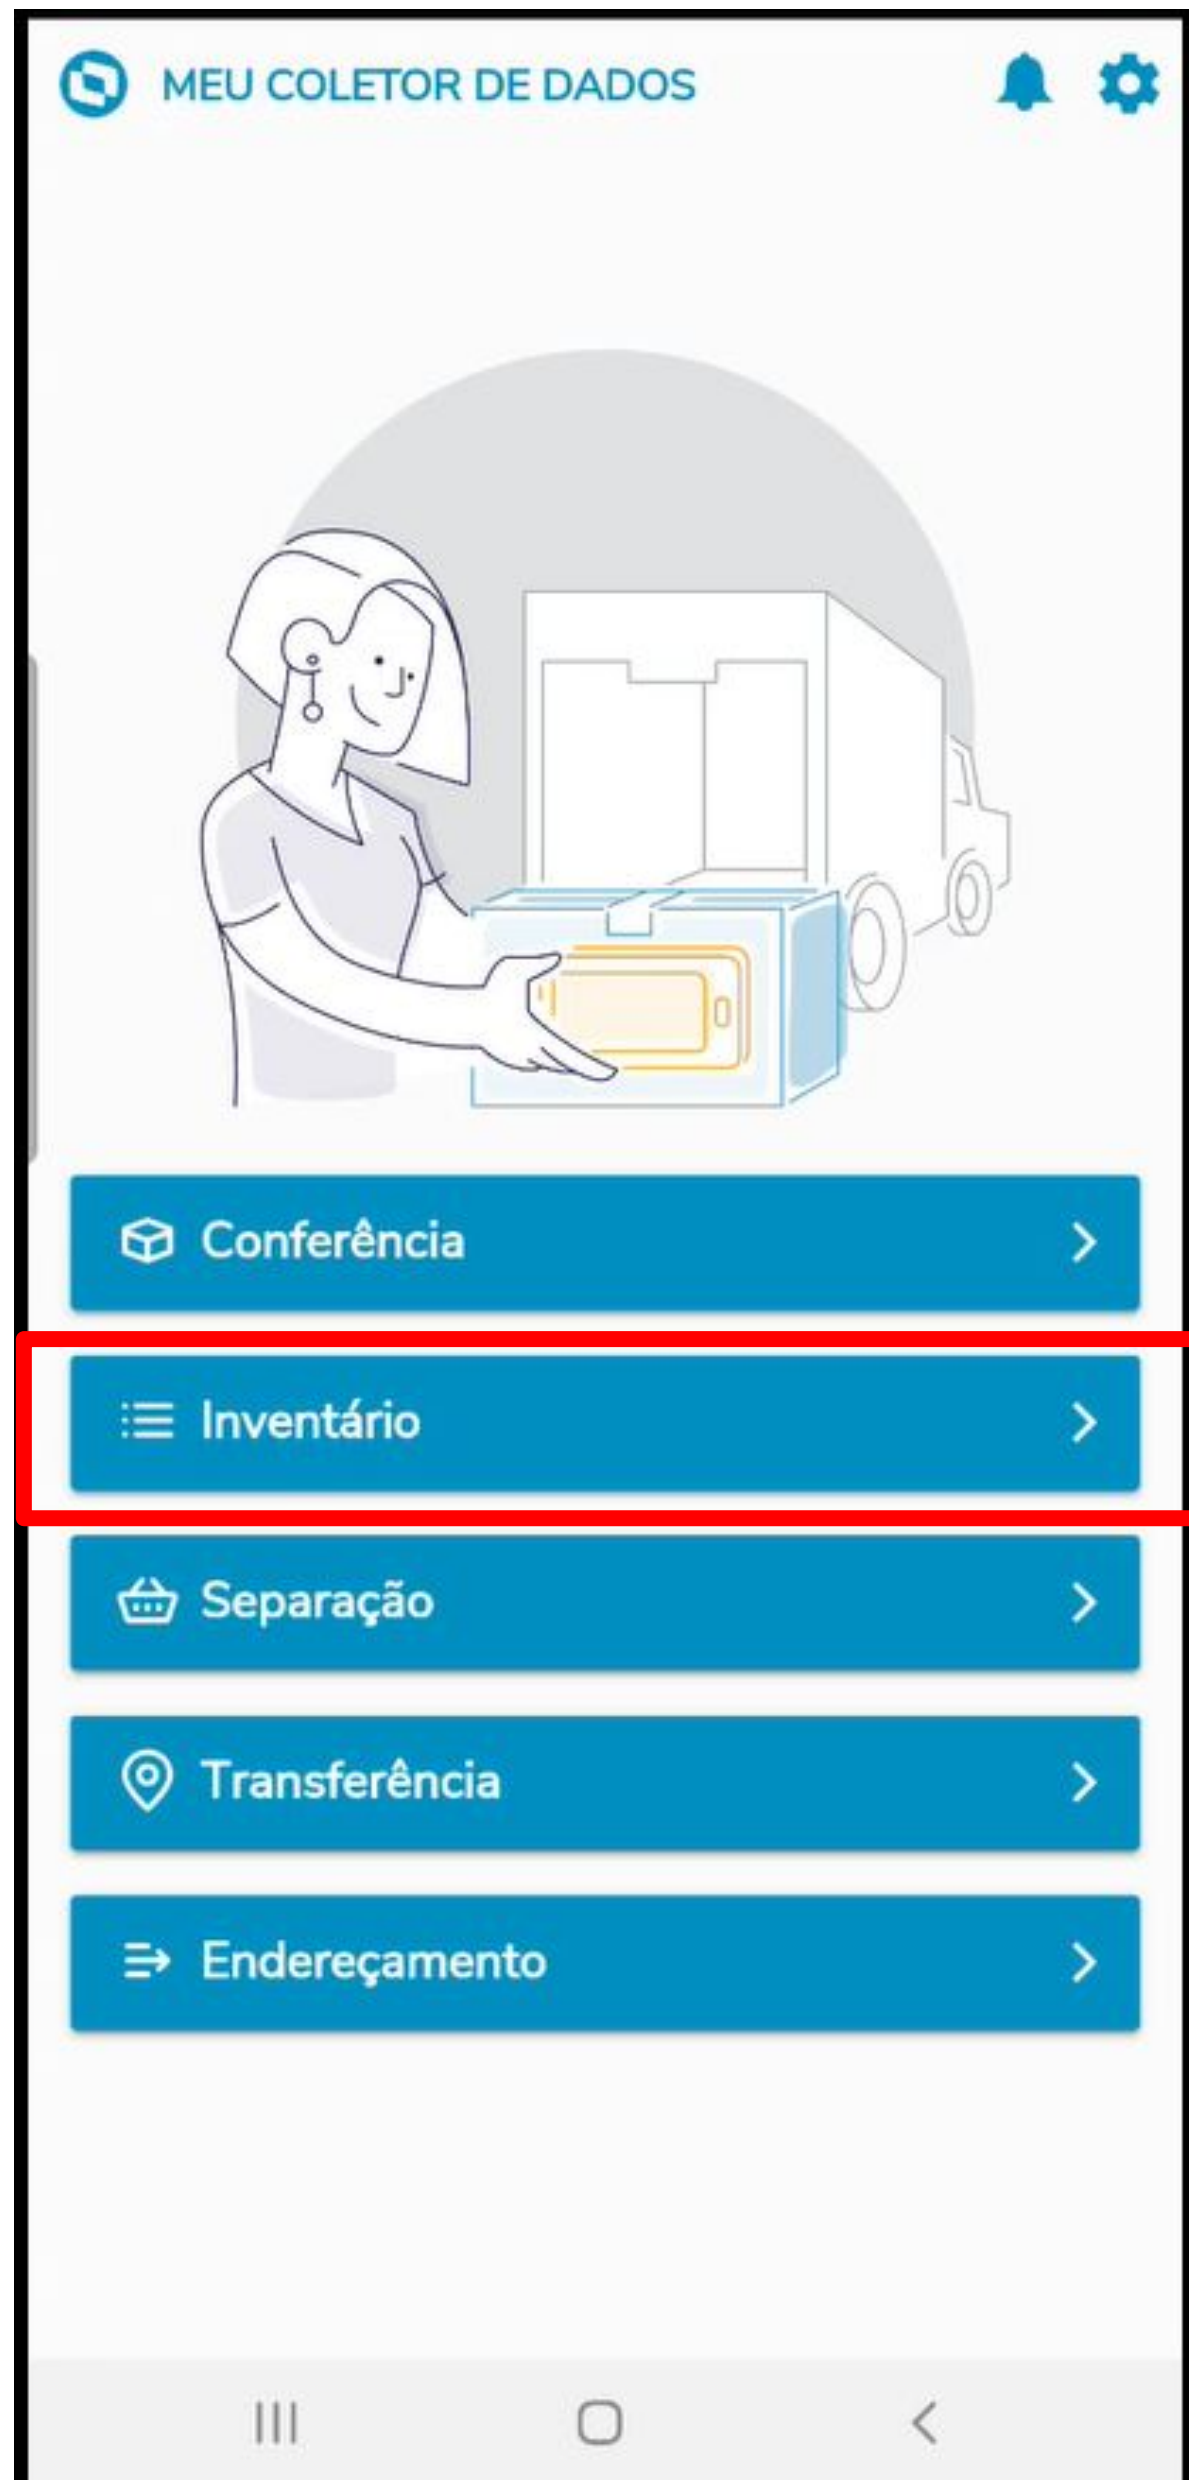 MEU COLETOR DE DADOS
Conferência
Inventário
Separação
Transferência
Endereçamento